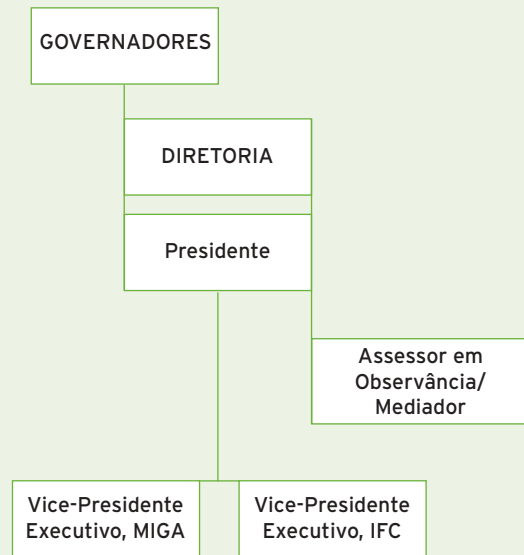 GOVERNADORES
DIRETORIA
Presidente
Assessor em
Observância/
Mediador
Vice-Presidente
Executivo, MIGA
Vice-Presidente
Executivo, IFC